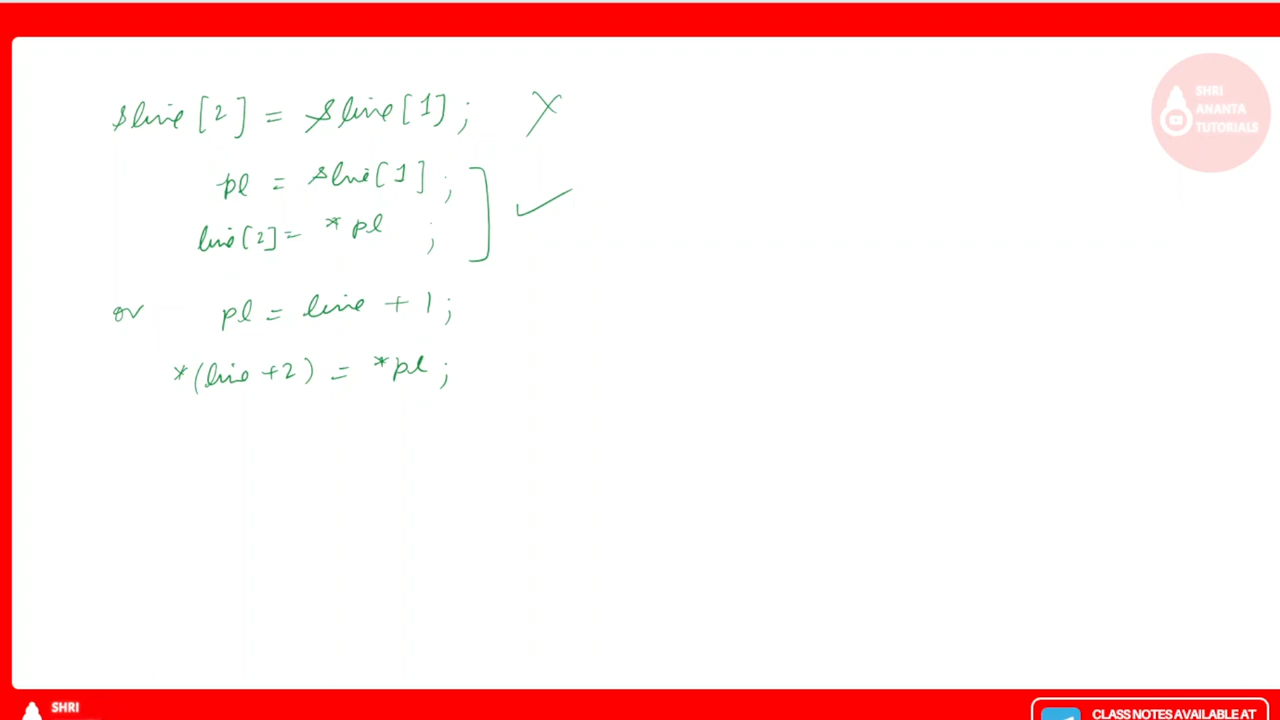 &line[2] = &line[1]; X
pl = &line[1];
line[2] = *pl ;
or pl = line + 1;
*(line +2) = *pl;
SHRI
ANANTA
TUTORIALS
SHRI
CLASS NOTES AVAILABLE AT